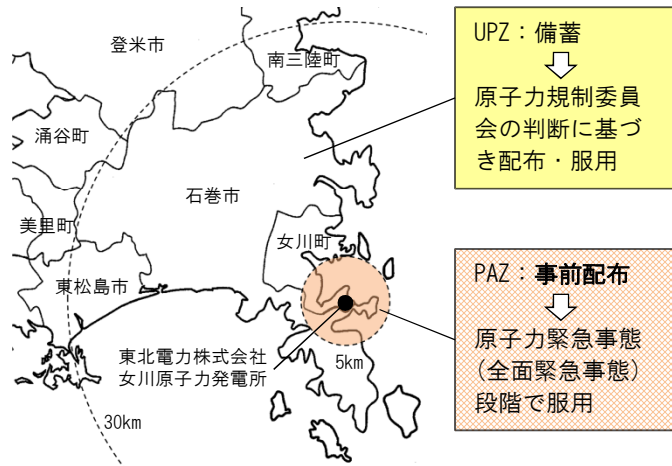 登米市
南三陸町
涌谷町
石巻市
美里町
女川町
東松島市
東北電力株式会社
女川原子力発電所
5km
30km
UPZ：備蓄
原子力規制委員
会の判断に基づ
き配布・服用
PAZ：事前配布
原子力緊急事態
(全面緊急事態)
段階で服用